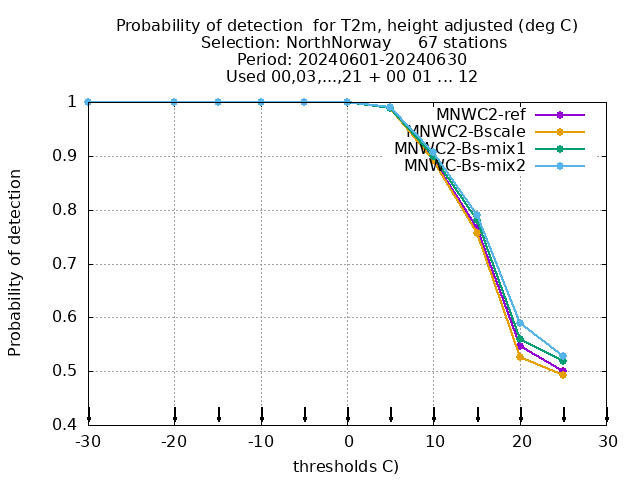 Probability of detection  for T2m, height adjusted (deg C)
Selection: NorthNorway     67 stations
Period: 20240601-20240630
Used 00,03,...,21 + 00 01 ... 12
MNWC2-ref
MNWC2-Bscale
MNWC2-Bs-mix1
MNWC-Bs-mix2
Probability of detection
1
0.9
0.8
0.7
0.6
0.5
0.4
-30 -20 -10 0 10 20 30
thresholds C)